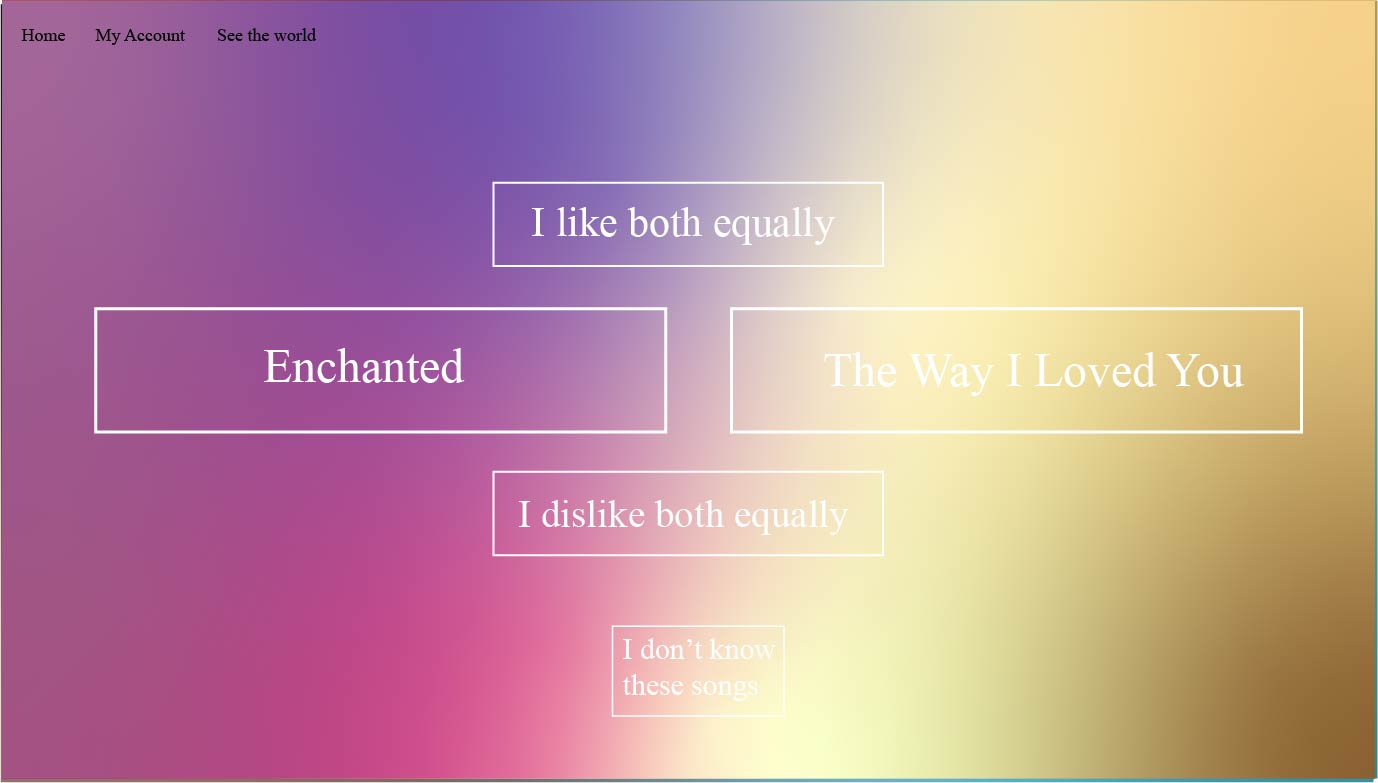 Home
My Account
See the world
I like both equally
Enchanted
The Way I Loved You
I dislike both equally
I don’t know
these songs